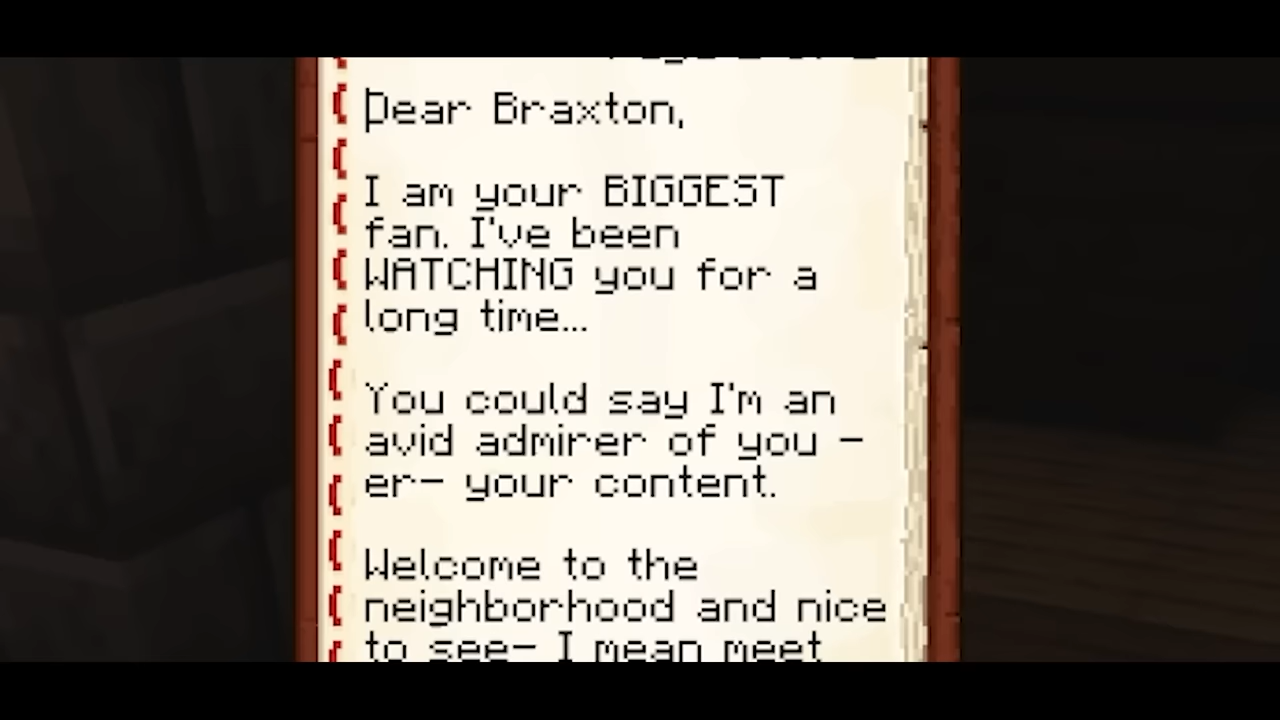 Dear Braxton,
I am your BIGGEST
fan. I've been
WATCHING you for a
long time...
You could say I'm an
avid admirer of you -
er- your content.
Welcome to the
neighborhood and nice
to see- I mean meet